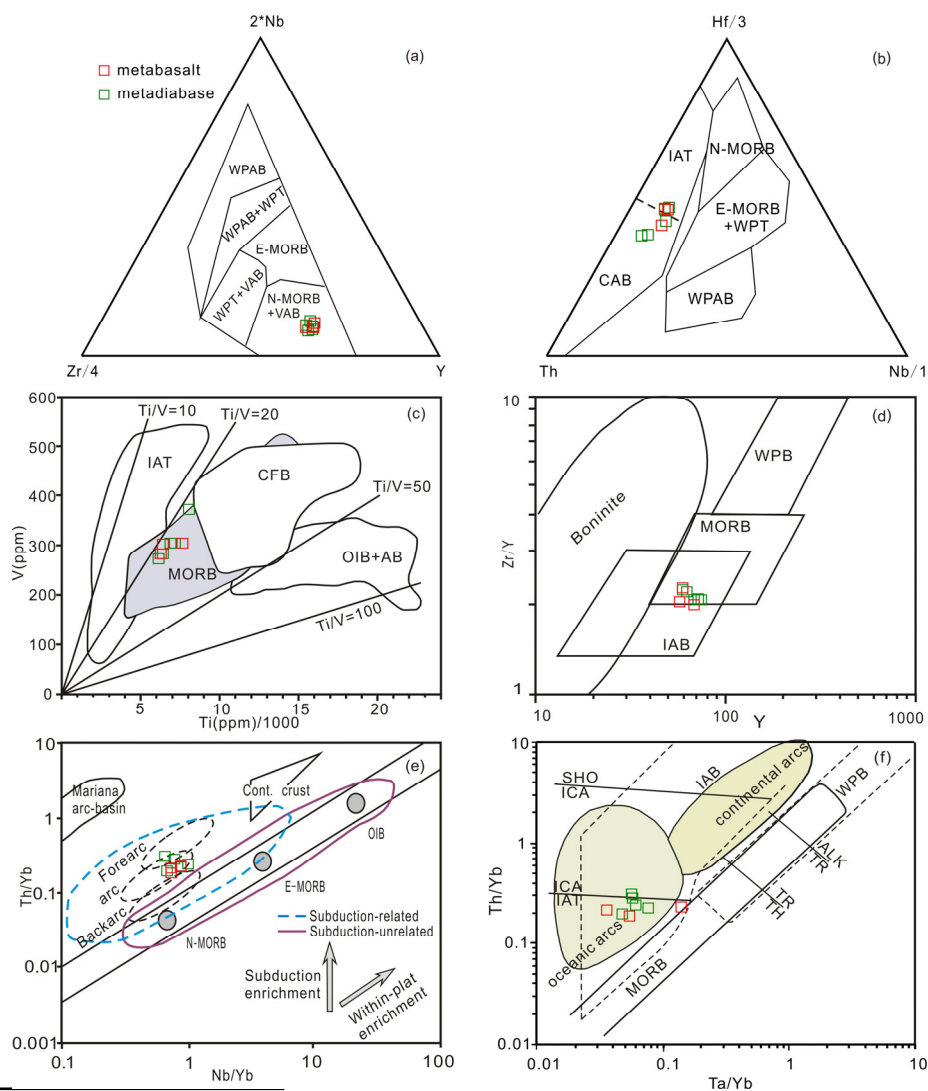 2*Nb
(a)
metabasalt
metadiabase
WPAB
WPAB+WPT
E-MORB
WPT+VAB
N-MORB
+VAB
Zr/4
Y
Hf/3
(b)
IAT
N-MORB
E-MORB
+WPT
CAB
WPAB
Th
Nb/1
600
500
400
300
200
100
0
V(ppm)
Ti/V=10
Ti/V=20
(c)
IAT
CFB
Ti/V=50
MORB
OIB+AB
Ti/V=100
5
10
15
20
Ti(ppm)/1000
10
1
Zr/Y
(d)
WPB
Boninite
MORB
IAB
10
100
1000
Y
10
1
0.1
0.01
0.001
Th/Yb
(e)
Mariana
arc-basin
Cont. crust
Forearc
arc
Backarc
OIB
E-MORB
N-MORB
Subduction-related
Subduction-unrelated
Subduction
enrichment
Within-plat
enrichment
0.1
1
10
100
Nb/Yb
10
1
0.1
0.01
Th/Yb
(f)
SHO
ICA
IAB
continental arcs
WPB
ALK
TR
ICA
IAT
TR
TH
oceanic arcs
MORB
0.01
0.1
1
10
Ta/Yb